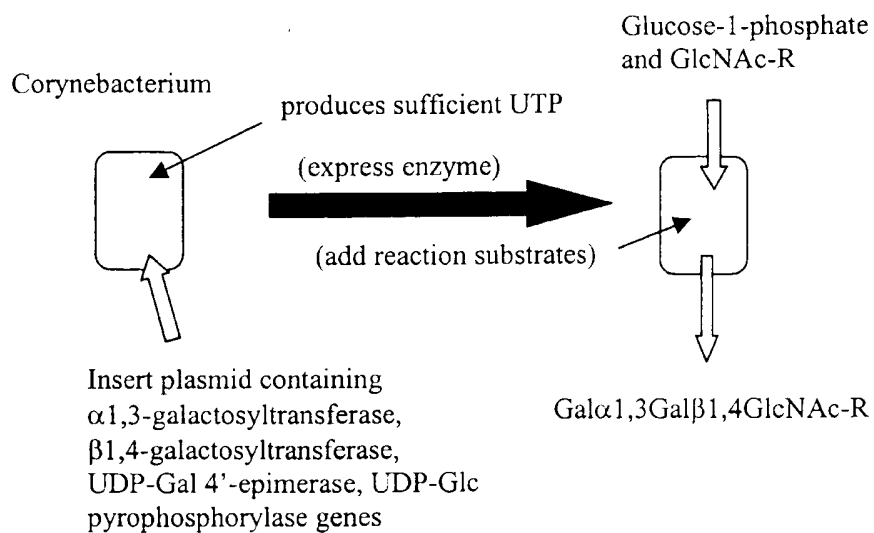 Corynebacterium
produces sufficient UTP
(express enzyme)
(add reaction substrates)
Glucose-1-phosphate
and GlcNAc-R
Insert plasmid containing
α1,3-galactosyltransferase,
β1,4-galactosyltransferase,
UDP-Gal 4'-epimerase, UDP-Glc
pyrophosphorylase genes
Galα1,3Galβ1,4GlcNAc-R